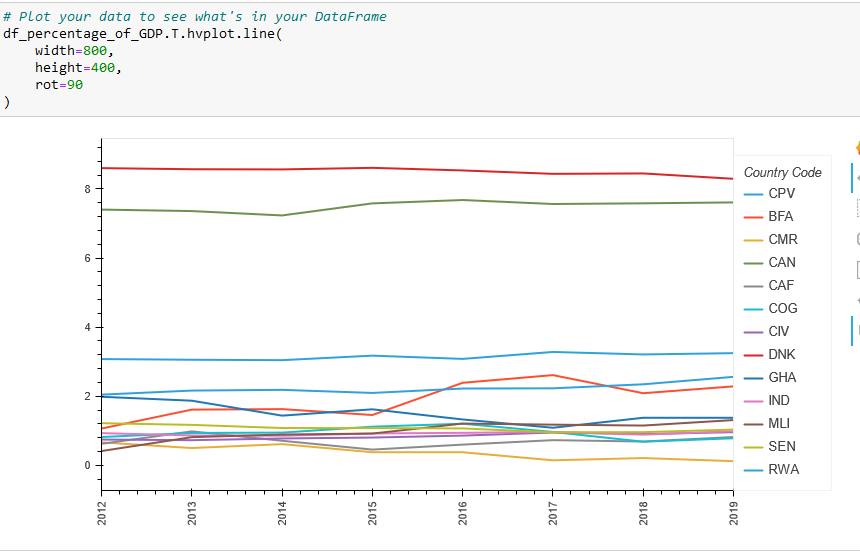 # Plot your data to see what's in your DataFrame
df_percentage_of_GDP.T.hvplot.line(
    width=800,
    height=400,
    rot=90
)
8
6
4
2
0
2012 2013 2014 2015 2016 2017 2018 2019
Country Code
CPV
BFA
CMR
CAN
CAF
COG
CIV
DNK
GHA
IND
MLI
SEN
RWA